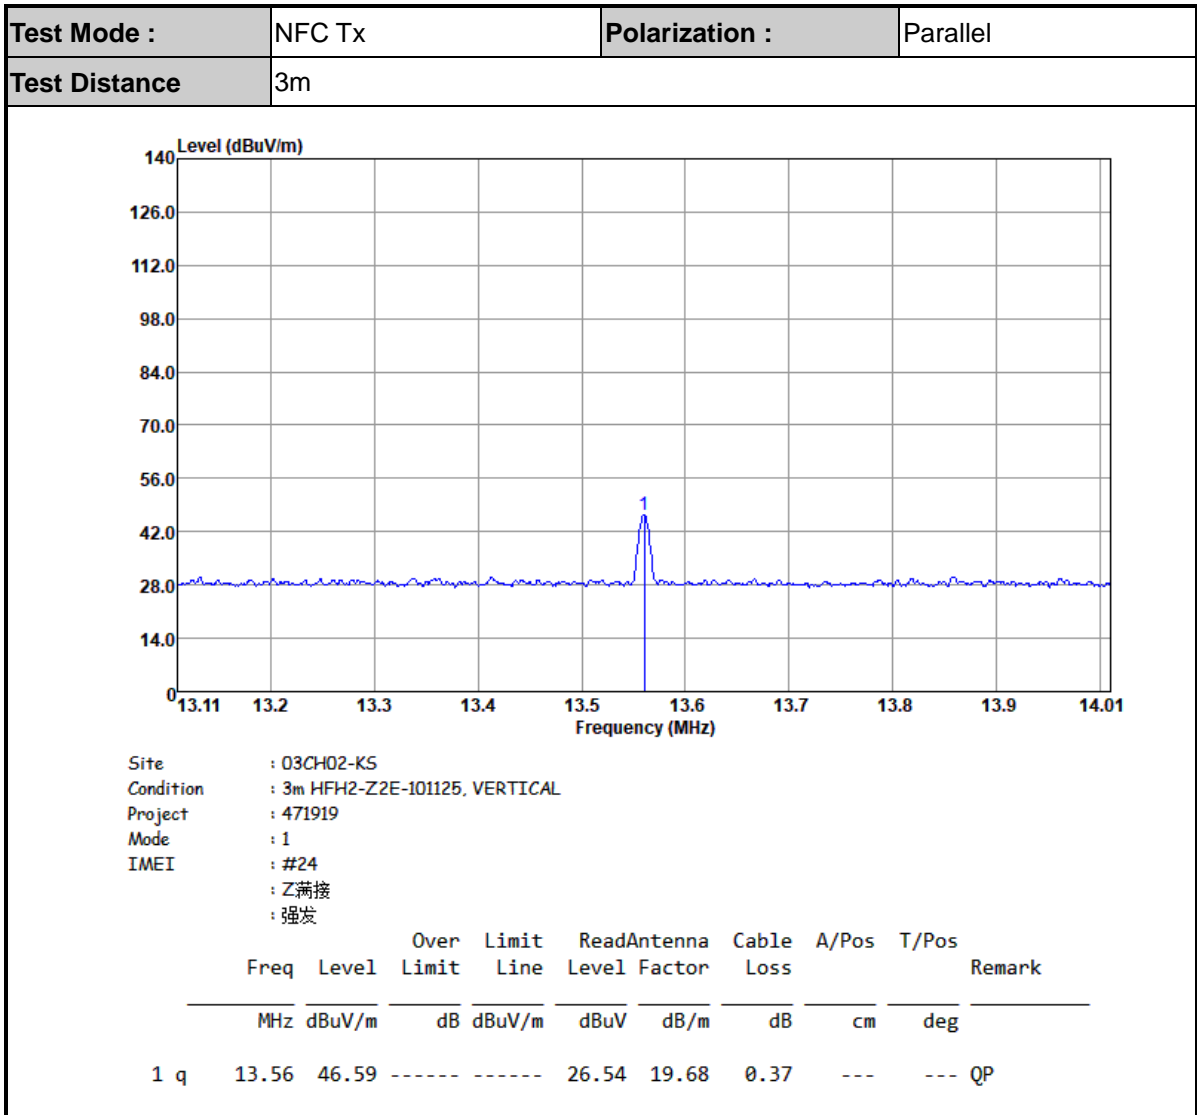 Test Mode : NFC Tx Polarization : Parallel
Test Distance 3m
Level (dBuV/m)
140
126.0
112.0
98.0
84.0
70.0
56.0
1
42.0
28.0
14.0
0
13.11 13.2 13.3 13.4 13.5 13.6 13.7 13.8 13.9 14.01
Frequency (MHz)
Site : 03CH02-KS
Condition : 3m HFH2-Z2E-101125, VERTICAL
Project : 471919
Mode : 1
IMEI : #24
: Z满接
: 强发
Over Limit ReadAntenna Cable A/Pos T/Pos
Freq Level Limit Line Level Factor Loss Remark
MHz dBuV/m dB dBuV/m dBuV dB/m dB cm deg
1 q 13.56 46.59 ------ ------ 26.54 19.68 0.37 --- --- QP